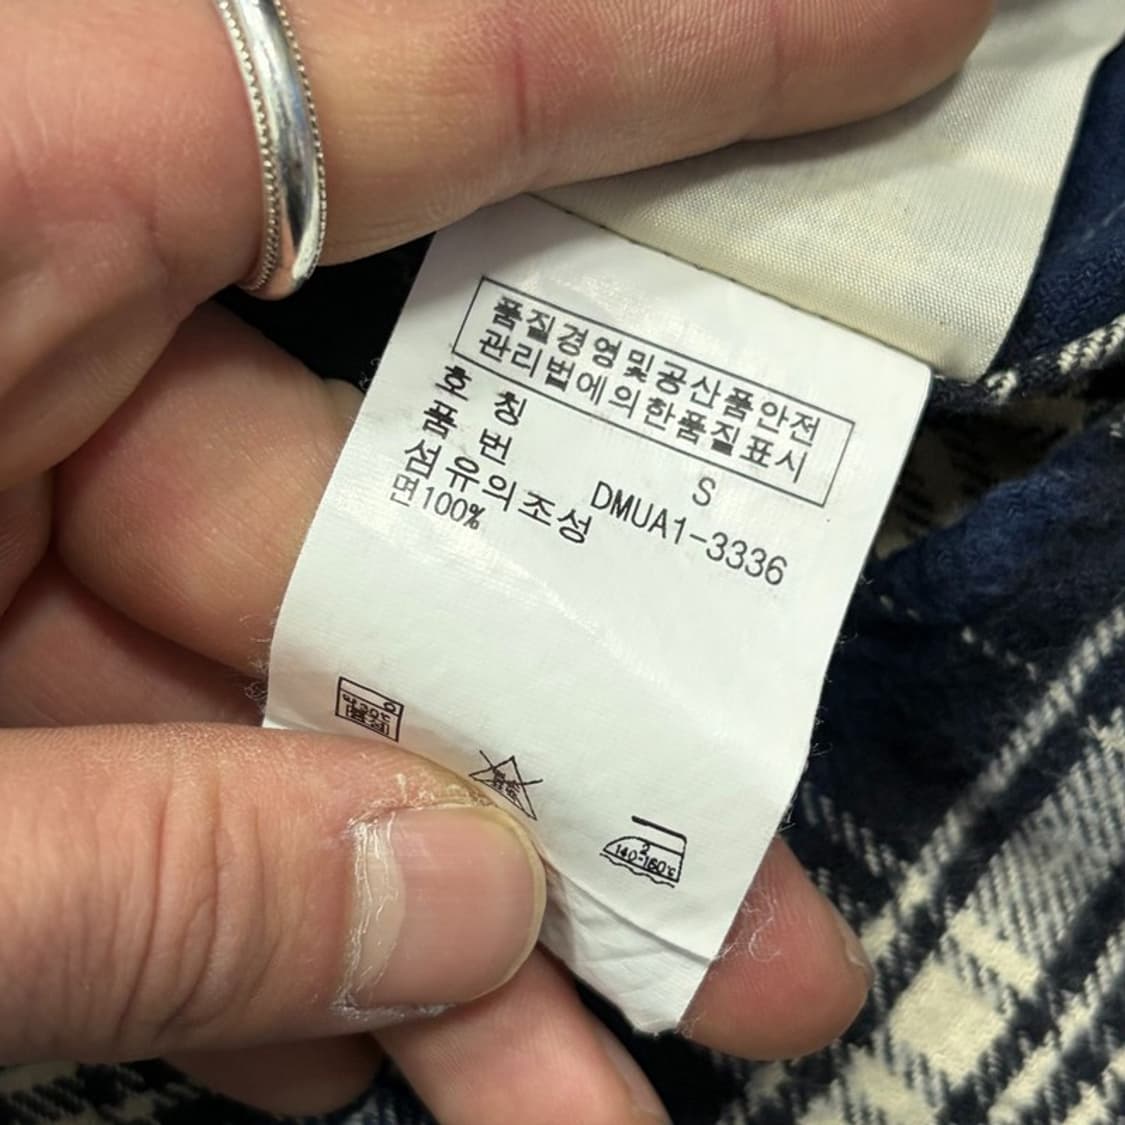 품질경영및공산품안전
관리법에의한품질표시
호 칭 S
품 번 DMUA1-3336
섬유의조성
면100%
140-160℃